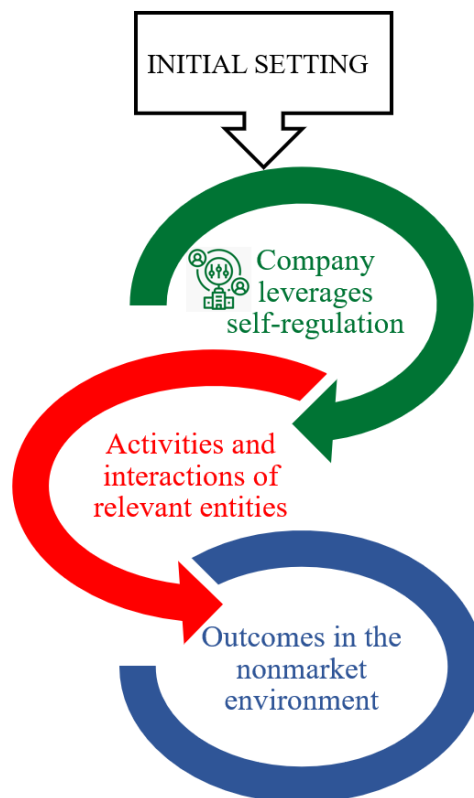 INITIAL SETTING
Company
leverages
self-regulation
Activities and
interactions of
relevant entities
Outcomes in the
nonmarket
environment